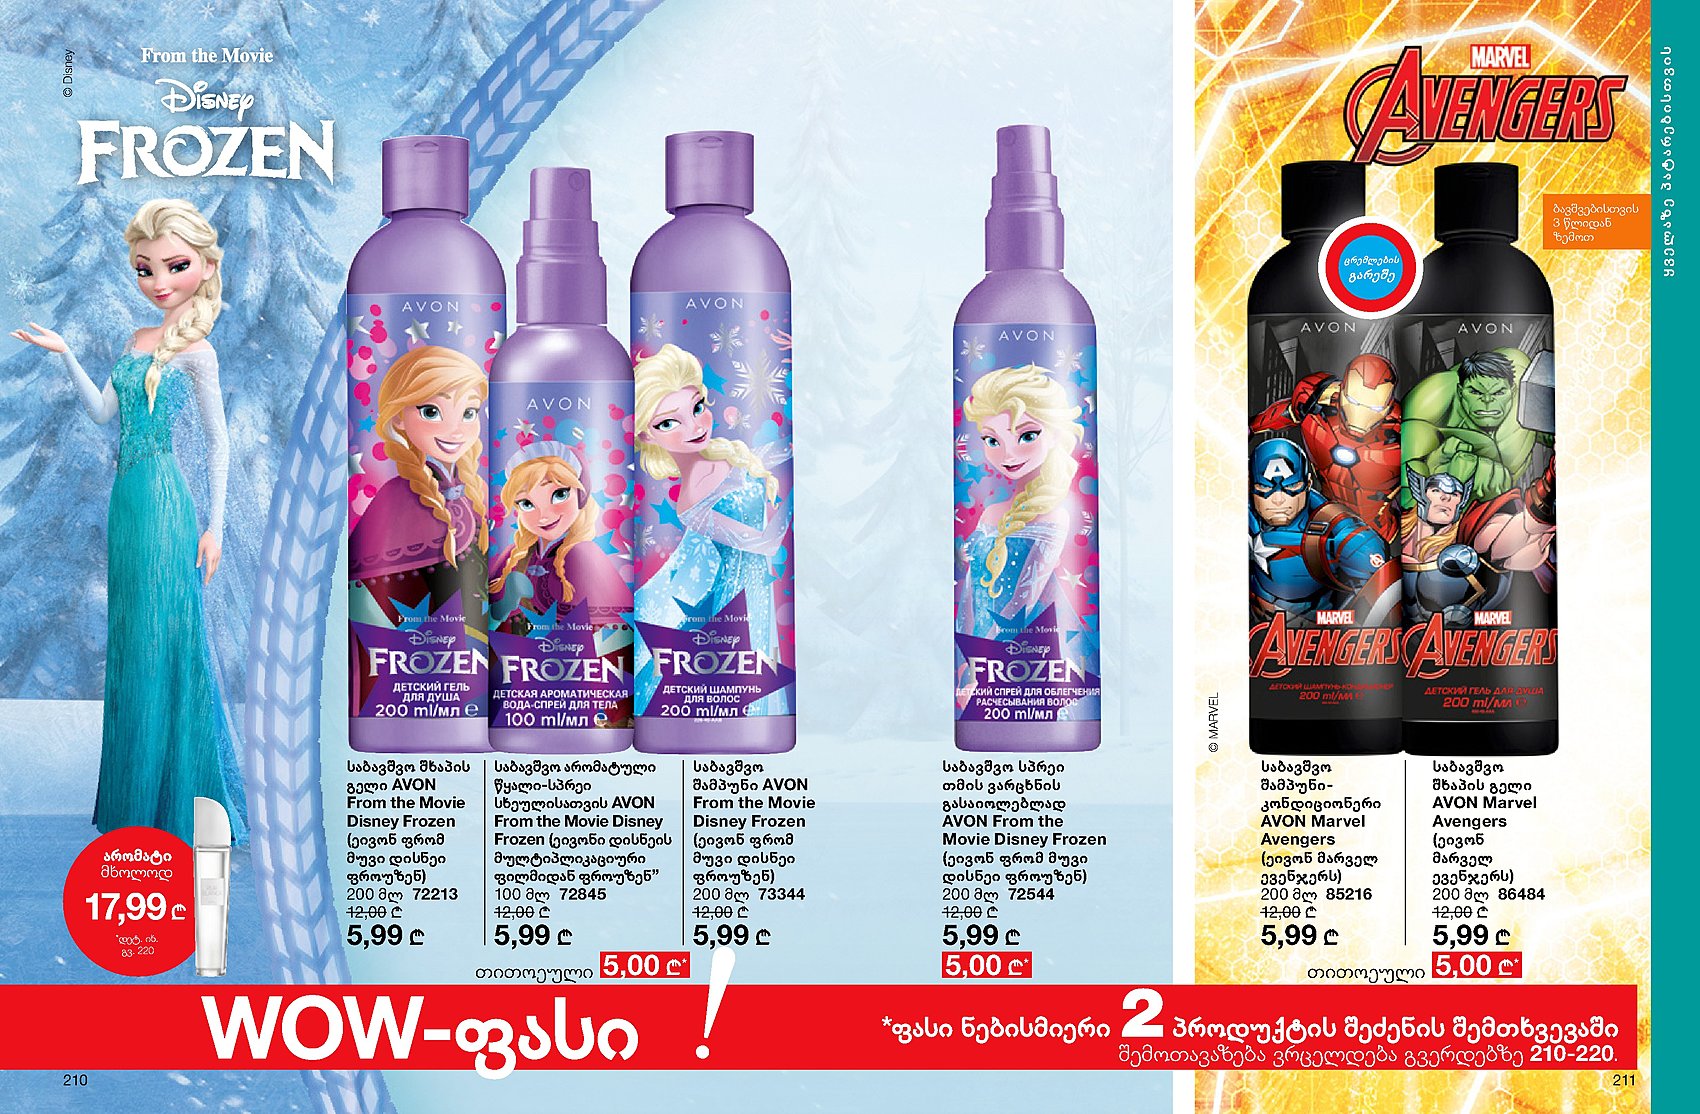 © Disney
From the Movie
Disney
FROZEN
AVON
From the Movie
Disney
FROZEN
ДЕТСКИЙ ГЕЛЬ
ДЛЯ ДУША
200 ml/мл e
AVON
From the Movie
Disney
FROZEN
ДЕТСКАЯ АРОМАТИЧЕСКАЯ
ВОДА-СПРЕЙ ДЛЯ ТЕЛА
100 ml/мл e
AVON
From the Movie
Disney
FROZEN
ДЕТСКИЙ ШАМПУНЬ
ДЛЯ ВОЛОС
200 ml/мл e
AVON
From the Movie
Disney
FROZEN
ДЕТСКИЙ СПРЕЙ ДЛЯ ОБЛЕГЧЕНИЯ
РАСЧЕСЫВАНИЯ ВОЛОС
200 ml/мл e
საბავშვო შხაპის
გელი AVON
From the Movie
Disney Frozen
(ეივონ ფრომ
მუვი დისნეი
ფროუზენ)
200 მლ 72213
12,00 ₾
5,99 ₾
საბავშვო არომატული
წყალი-სპრეი
სხეულისათვის AVON
From the Movie Disney
Frozen (ეივონი დისნეის
მულტიპლიკაციური
ფილმიდან ფროუზენ”
100 მლ 72845
12,00 ₾
5,99 ₾
საბავშვო
შამპუნი AVON
From the Movie
Disney Frozen
(ეივონ ფრომ
მუვი დისნეი
ფროუზენ)
200 მლ 73344
12,00 ₾
5,99 ₾
თითოეული 5,00 ₾*
საბავშვო სპრეი
თმის ვარცხნის
გასაიოლებლად
AVON From the
Movie Disney Frozen
(ეივონ ფრომ მუვი
დისნეი ფროუზენ)
200 მლ 72544
12,00 ₾
5,99 ₾
5,00 ₾*
არომატი
მხოლოდ
17,99 ₾
*დეტ. ინ.
გვ. 220
MARVEL
AVENGERS
ბავშვებისთვის
3 წლიდან
ზემოთ
ცრემლების
გარეშე
AVON
MARVEL
AVENGERS
ДЕТСКИЙ ШАМПУНЬ-КОНДИЦИОНЕР
200 ml/мл e
AVON
MARVEL
AVENGERS
ДЕТСКИЙ ГЕЛЬ ДЛЯ ДУША
200 ml/мл e
© MARVEL
საბავშვო
შამპუნი-
კონდიციონერი
AVON Marvel
Avengers
(ეივონ მარველ
ევენჯერს)
200 მლ 85216
12,00 ₾
5,99 ₾
საბავშვო
შხაპის გელი
AVON Marvel
Avengers
(ეივონ
მარველ
ევენჯერს)
200 მლ 86484
12,00 ₾
5,99 ₾
თითოეული 5,00 ₾*
ყველაზე პატარებისთვის
WOW-ფასი !
*ფასი ნებისმიერი 2 პროდუქტის შეძენის შემთხვევაში
შემოთავაზება ვრცელდება გვერდებზე 210-220.
210
211